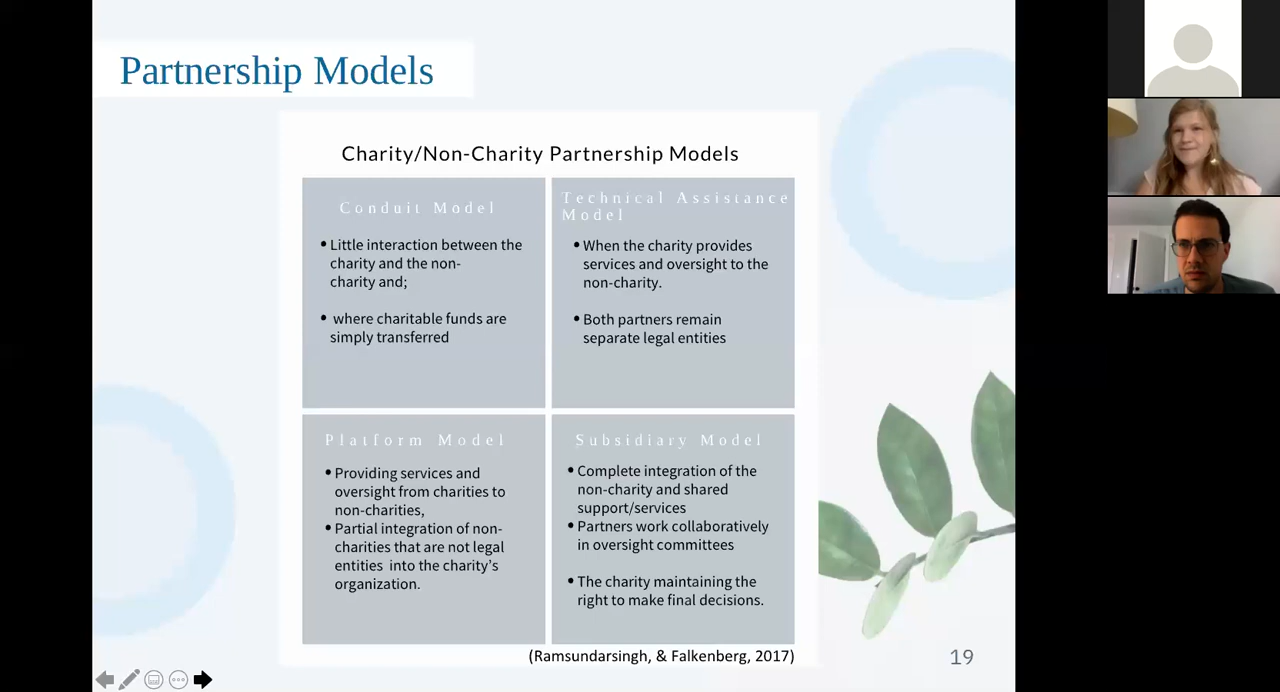 Partnership Models
Charity/Non-Charity Partnership Models
Conduit Model
• Little interaction between the
charity and the non-
charity and;
• where charitable funds are
simply transferred
Technical Assistance
Model
• When the charity provides
services and oversight to the
non-charity.
• Both partners remain
separate legal entities
Platform Model
• Providing services and
oversight from charities to
non-charities,
• Partial integration of non-
charities that are not legal
entities into the charity's
organization.
Subsidiary Model
• Complete integration of the
non-charity and shared
support/services
• Partners work collaboratively
in oversight committees
• The charity maintaining the
right to make final decisions.
(Ramsundarsingh, & Falkenberg, 2017)
19